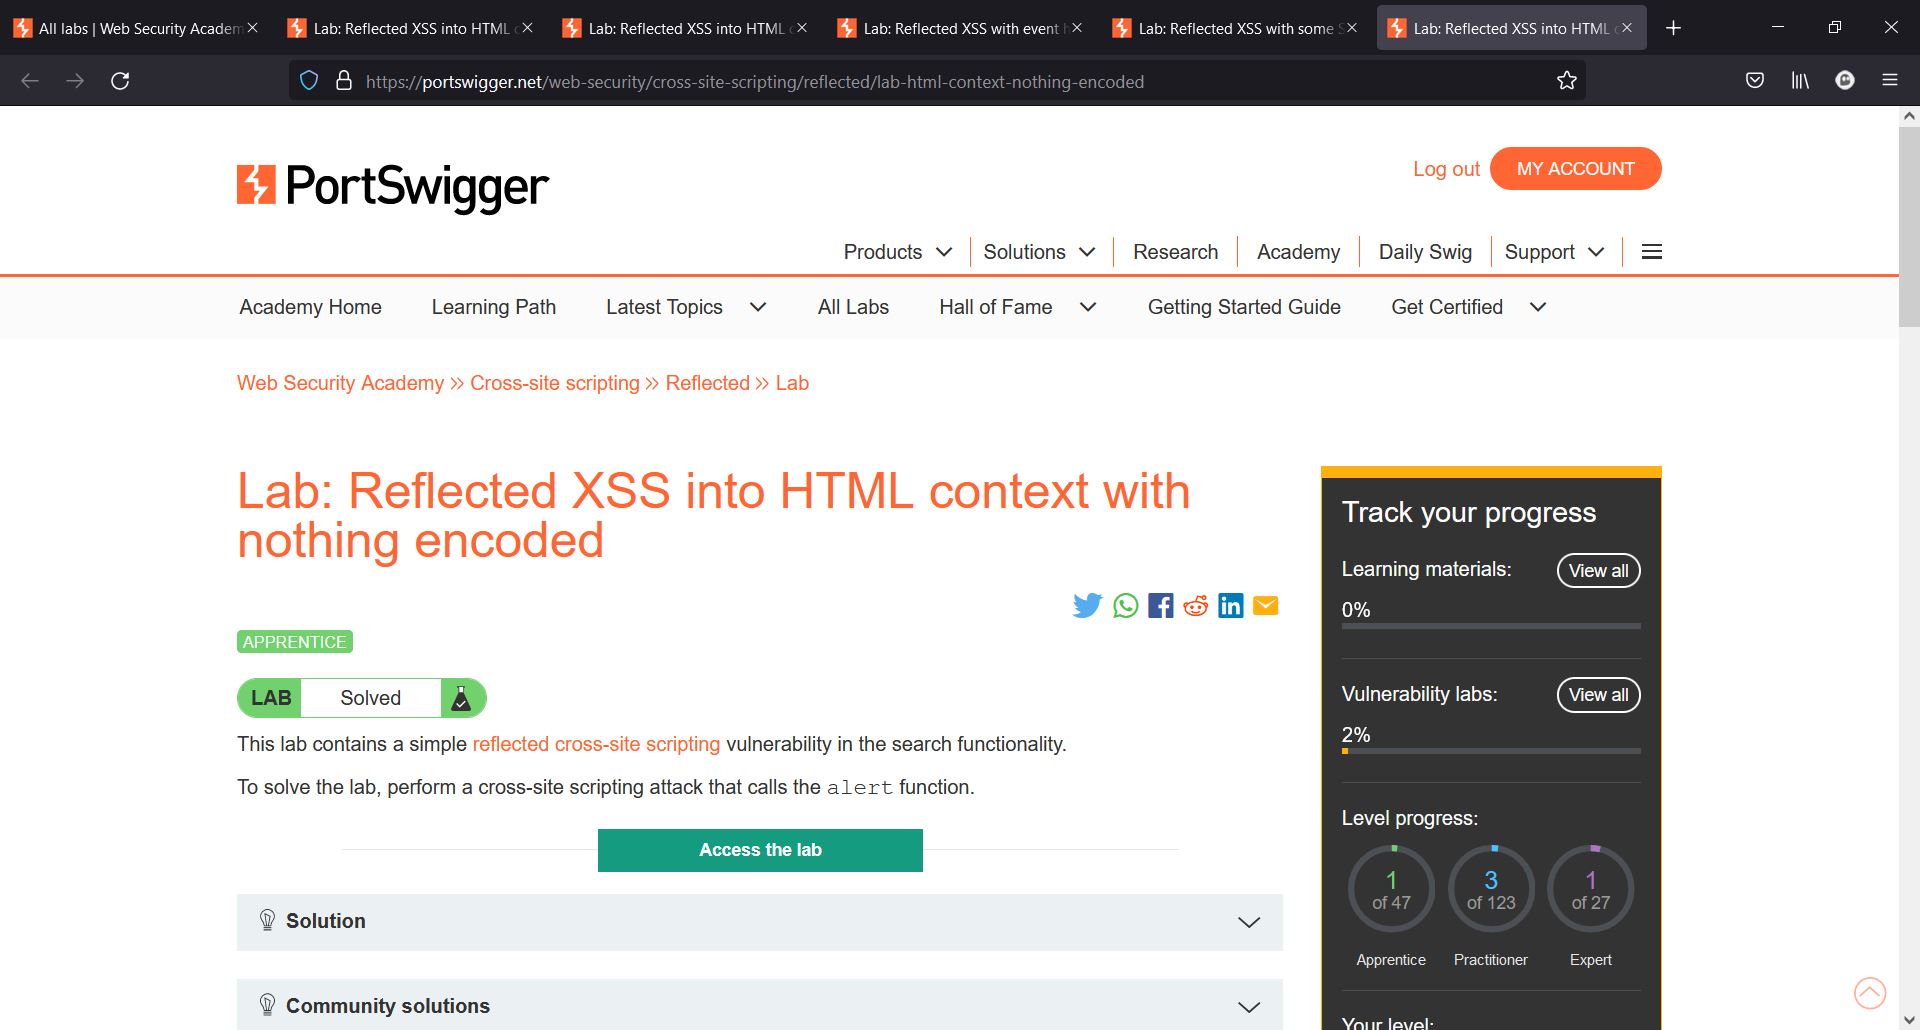 All labs | Web Security Academ
Lab: Reflected XSS into HTML c
Lab: Reflected XSS into HTML c
Lab: Reflected XSS with event h
Lab: Reflected XSS with some S
Lab: Reflected XSS into HTML c
https://portswigger.net/web-security/cross-site-scripting/reflected/lab-html-context-nothing-encoded
PortSwigger
Log out
MY ACCOUNT
Products
Solutions
Research
Academy
Daily Swig
Support
Academy Home
Learning Path
Latest Topics
All Labs
Hall of Fame
Getting Started Guide
Get Certified
Web Security Academy » Cross-site scripting » Reflected » Lab
Lab: Reflected XSS into HTML context with
nothing encoded
APPRENTICE
LAB Solved
This lab contains a simple reflected cross-site scripting vulnerability in the search functionality.
To solve the lab, perform a cross-site scripting attack that calls the alert function.
Access the lab
Solution
Community solutions
Track your progress
Learning materials:
View all
0%
Vulnerability labs:
View all
2%
Level progress:
1
of 47
Apprentice
3
of 123
Practitioner
1
of 27
Expert
Your level: